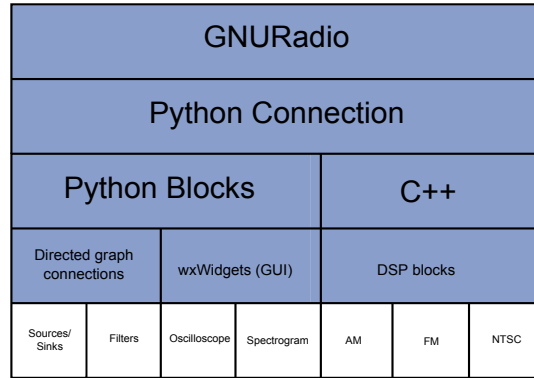 GNURadio
Python Connection
Python Blocks
C++
Directed graph
connections
wxWidgets (GUI)
DSP blocks
Sources/
Sinks
Filters
Oscilloscope
Spectrogram
AM
FM
NTSC